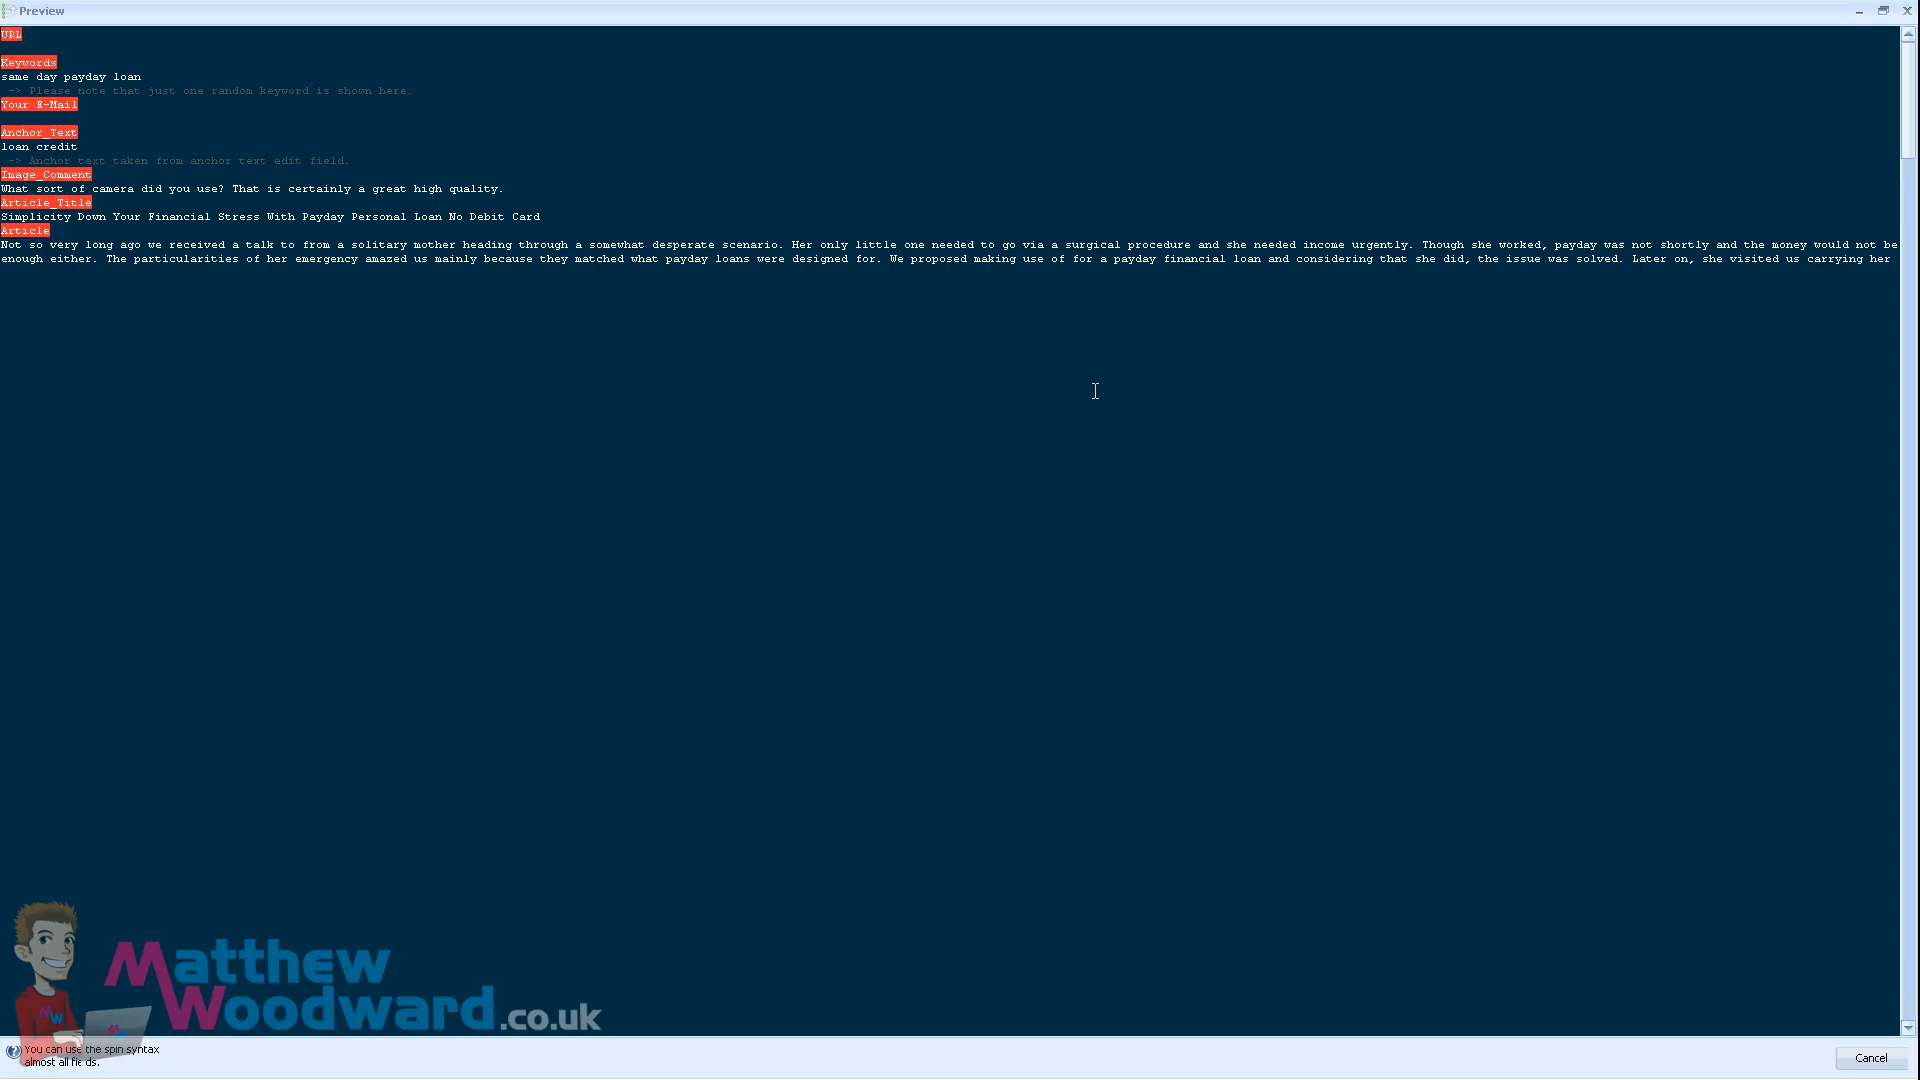 Preview
URL
Keywords
same day payday loan
-> Please note that just one random keyword is shown here.
Your E-Mail
Anchor_Text
loan credit
-> Anchor text taken from anchor text edit field.
Image_Comment
What sort of camera did you use? That is certainly a great high quality.
Article_Title
Simplicity Down Your Financial Stress With Payday Personal Loan No Debit Card
Article
Not so very long ago we received a talk to from a solitary mother heading through a somewhat desperate scenario. Her only little one needed to go via a surgical procedure and she needed income urgently. Though she worked, payday was not shortly and the money would not be
enough either. The particularities of her emergency amazed us mainly because they matched what payday loans were designed for. We proposed making use of for a payday financial loan and considering that she did, the issue was solved. Later on, she visited us carrying her
MW
Matthew
Woodward.co.uk
You can use the spin syntax
almost all fields.
Cancel